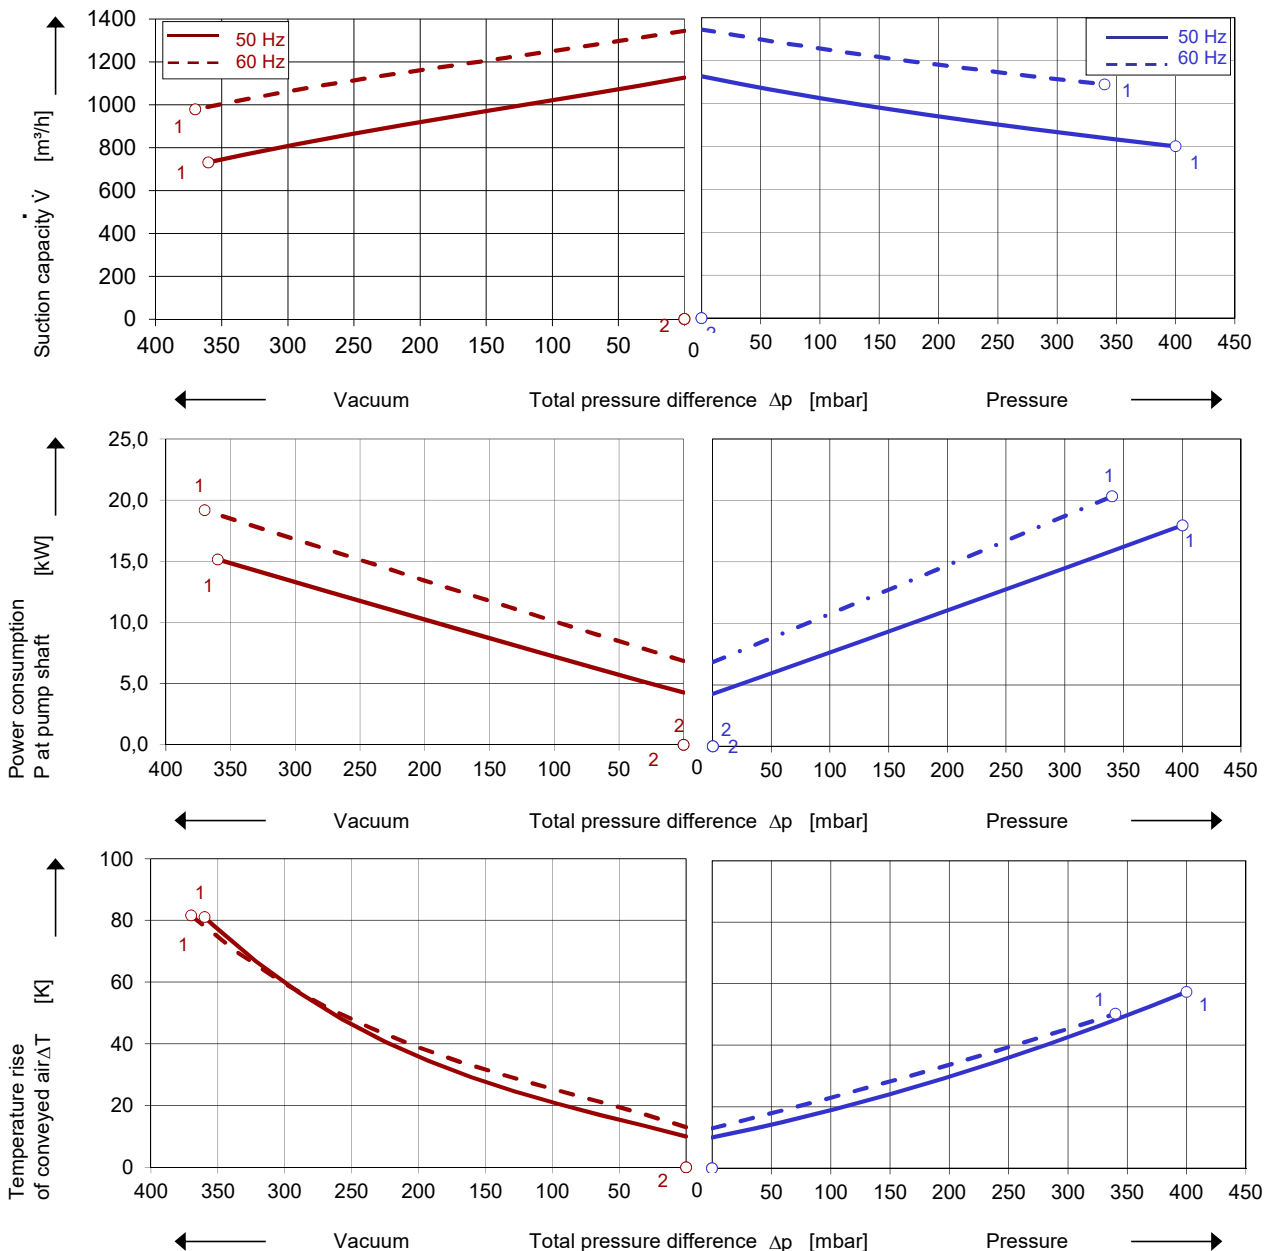 1400
1200
1000
800
600
400
200
0
Suction capacity V̇ [m³/h]
50 Hz
60 Hz
1
1
2
50 Hz
60 Hz
1
1
400 350 300 250 200 150 100 50 0 50 100 150 200 250 300 350 400 450
Vacuum Total pressure difference Δp [mbar] Pressure
25,0
20,0
15,0
10,0
5,0
0,0
Power consumption
P at pump shaft [kW]
1
1
2
2
1
1
2
2
400 350 300 250 200 150 100 50 0 50 100 150 200 250 300 350 400 450
Vacuum Total pressure difference Δp [mbar] Pressure
100
80
60
40
20
0
Temperature rise
of conveyed air ΔT [K]
1
1
2
1
1
400 350 300 250 200 150 100 50 0 50 100 150 200 250 300 350 400 450
Vacuum Total pressure difference Δp [mbar] Pressure